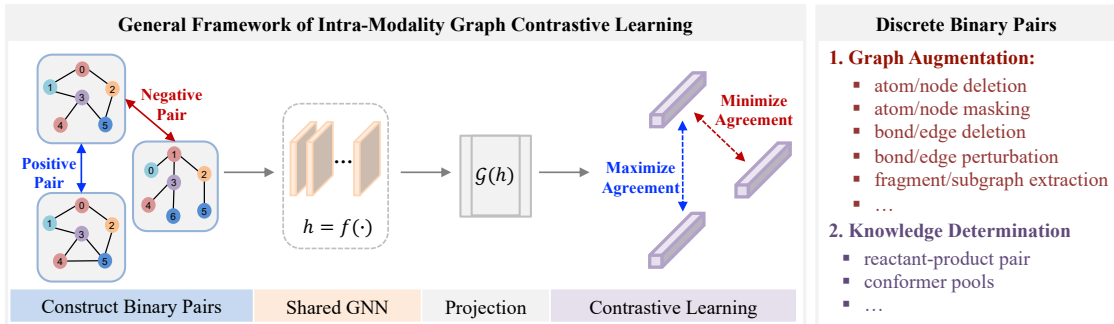 General Framework of Intra-Modality Graph Contrastive Learning
0
1
2
3
4
5
Negative
Pair
Positive
Pair
1
0
2
3
4
6
5
0
1
2
3
4
5
...
h = f(·)
𝒢(h)
Maximize
Agreement
Minimize
Agreement
Construct Binary Pairs
Shared GNN
Projection
Contrastive Learning
Discrete Binary Pairs
1. Graph Augmentation:
▪ atom/node deletion
▪ atom/node masking
▪ bond/edge deletion
▪ bond/edge perturbation
▪ fragment/subgraph extraction
▪ …
2. Knowledge Determination
▪ reactant-product pair
▪ conformer pools
▪ …